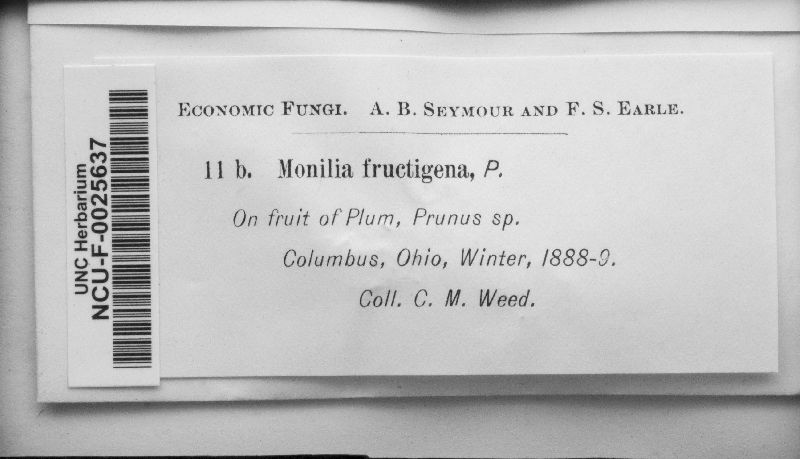 UNC Herbarium
NCU-F-0025637
ECONOMIC FUNGI. A. B. SEYMOUR AND F. S. EARLE.
11 b. Monilia fructigena, P.
On fruit of Plum, Prunus sp.
Columbus, Ohio, Winter, 1888-9.
Coll. C. M. Weed.